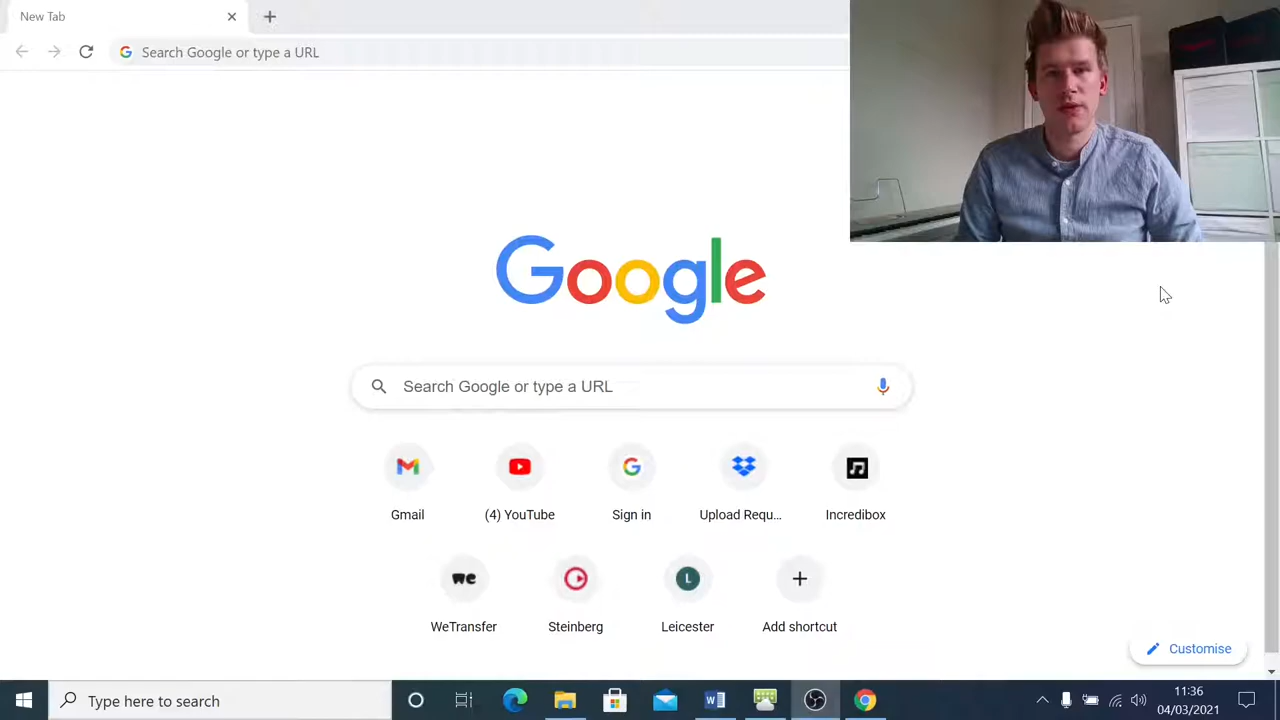 New Tab
Search Google or type a URL
Google
Search Google or type a URL
Gmail
(4) YouTube
Sign in
Upload Requ...
Incredibox
we
L
WeTransfer
Steinberg
Leicester
Add shortcut
Customise
Type here to search
11:36
04/03/2021